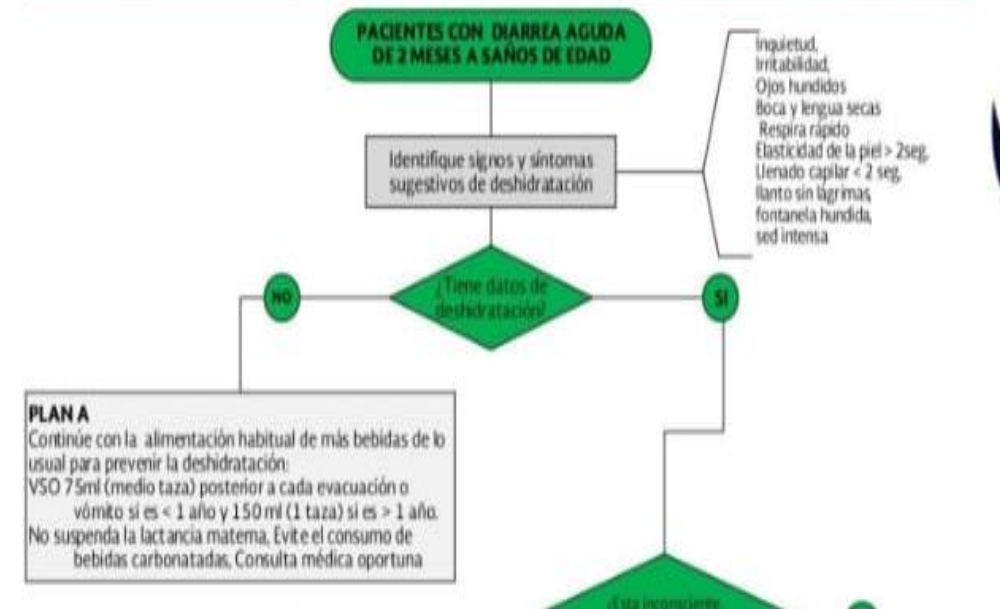 PACIENTES CON DIARREA AGUDA
DE 2 MESES A 5AÑOS DE EDAD
Inquietud,
Irritabilidad,
Ojos hundidos
Boca y lengua secas
Respira rápido
Elasticidad de la piel > 2seg,
Llenado capilar < 2 seg,
llanto sin lágrimas,
fontanela hundida,
sed intensa
Identifique signos y síntomas
sugestivos de deshidratación
¿Tiene datos de
deshidratación?
NO
SI
PLAN A
Continúe con la alimentación habitual de más bebidas de lo
usual para prevenir la deshidratación:
VSO 75ml (medio taza) posterior a cada evacuación o
vómito si es < 1 año y 150 ml (1 taza) si es > 1 año.
No suspenda la lactancia materna, Evite el consumo de
bebidas carbonatadas, Consulta médica oportuna
¿Esta inconsciente